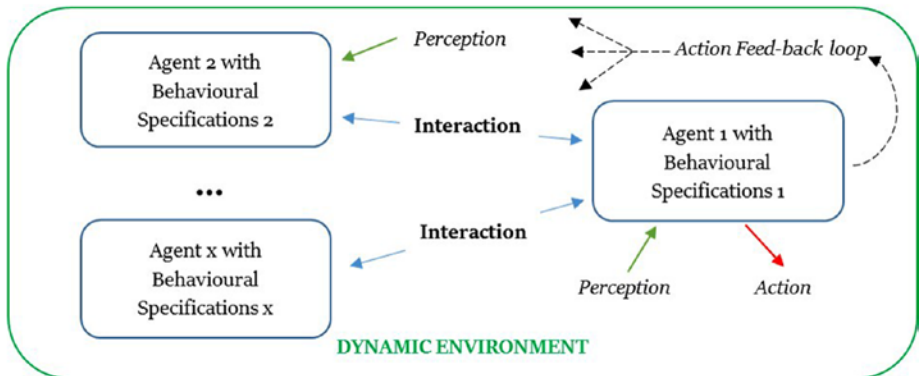 Agent 2 with
Behavioural
Specifications 2
Perception
Action Feed-back loop
Interaction
Agent 1 with
Behavioural
Specifications 1
...
Interaction
Agent x with
Behavioural
Specifications x
Perception
Action
DYNAMIC ENVIRONMENT